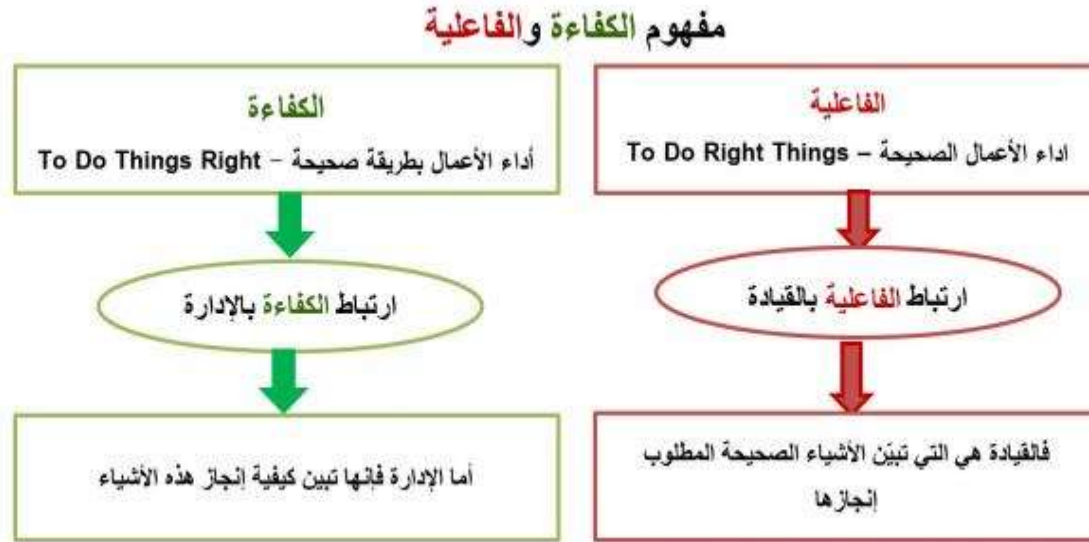 مفهوم الكفاءة والفاعلية
الفاعلية
اداء الأعمال الصحيحة – To Do Right Things
ارتباط الفاعلية بالقيادة
فالقيادة هي التي تبيّن الأشياء الصحيحة المطلوب
إنجازها
الكفاءة
أداء الأعمال بطريقة صحيحة – To Do Things Right
ارتباط الكفاءة بالإدارة
أما الإدارة فإنها تبين كيفية إنجاز هذه الأشياء